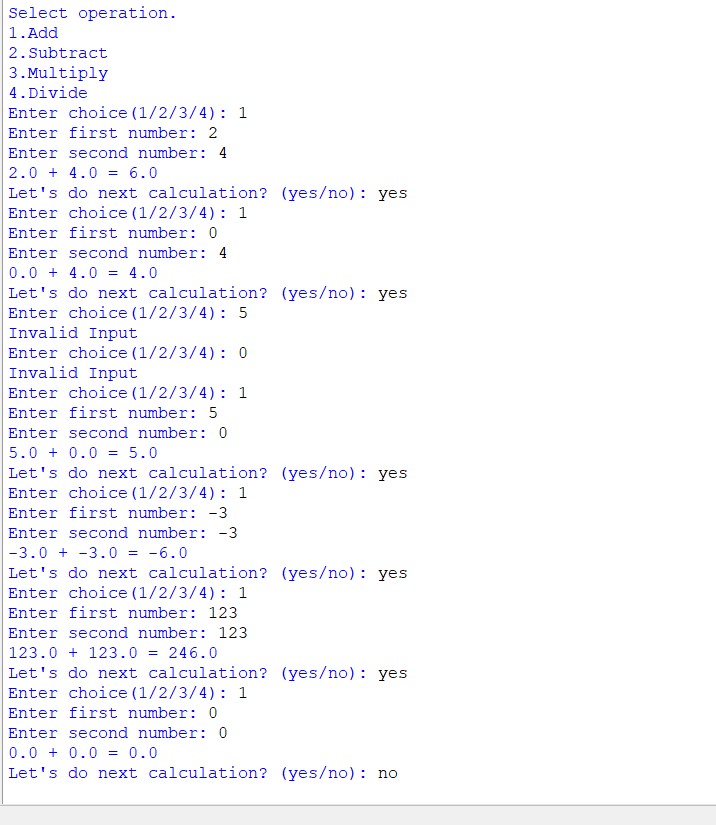 Select operation.
1.Add
2.Subtract
3.Multiply
4.Divide
Enter choice(1/2/3/4): 1
Enter first number: 2
Enter second number: 4
2.0 + 4.0 = 6.0
Let's do next calculation? (yes/no): yes
Enter choice(1/2/3/4): 1
Enter first number: 0
Enter second number: 4
0.0 + 4.0 = 4.0
Let's do next calculation? (yes/no): yes
Enter choice(1/2/3/4): 5
Invalid Input
Enter choice(1/2/3/4): 0
Invalid Input
Enter choice(1/2/3/4): 1
Enter first number: 5
Enter second number: 0
5.0 + 0.0 = 5.0
Let's do next calculation? (yes/no): yes
Enter choice(1/2/3/4): 1
Enter first number: -3
Enter second number: -3
-3.0 + -3.0 = -6.0
Let's do next calculation? (yes/no): yes
Enter choice(1/2/3/4): 1
Enter first number: 123
Enter second number: 123
123.0 + 123.0 = 246.0
Let's do next calculation? (yes/no): yes
Enter choice(1/2/3/4): 1
Enter first number: 0
Enter second number: 0
0.0 + 0.0 = 0.0
Let's do next calculation? (yes/no): no